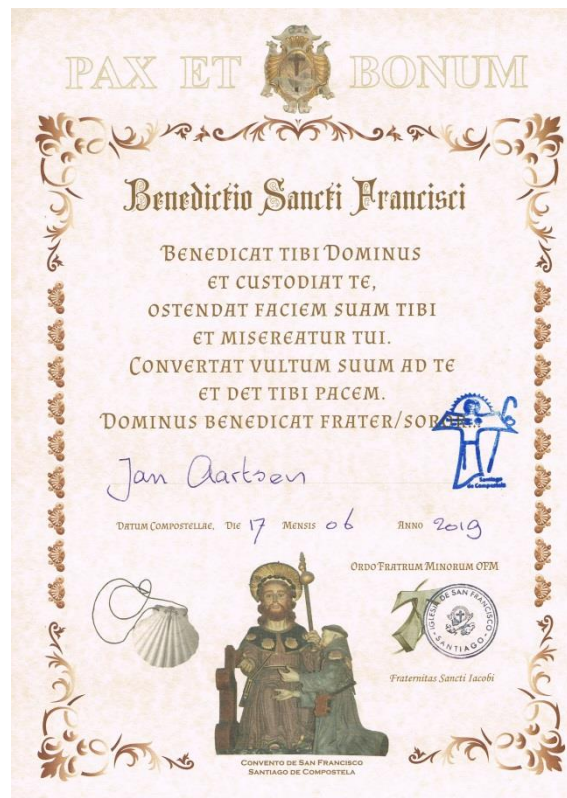 PAX ET BONUM
Benedictio Sancti Francisci
BENEDICAT TIBI DOMINUS
ET CUSTODIAT TE,
OSTENDAT FACIEM SUAM TIBI
ET MISEREATUR TUI.
CONVERTAT VULTUM SUUM AD TE
ET DET TIBI PACEM.
DOMINUS BENEDICAT FRATER/SOROR...
Santiago
de Compostela
Jan Aartsen
DATUM COMPOSTELLAE, DIE 17 MENSIS 06 ANNO 2019
ORDO FRATRUM MINORUM OFM
IGLESIA DE SAN FRANCISCO
SANTIAGO
Fraternitas Sancti Iacobi
CONVENTO DE SAN FRANCISCO
SANTIAGO DE COMPOSTELA